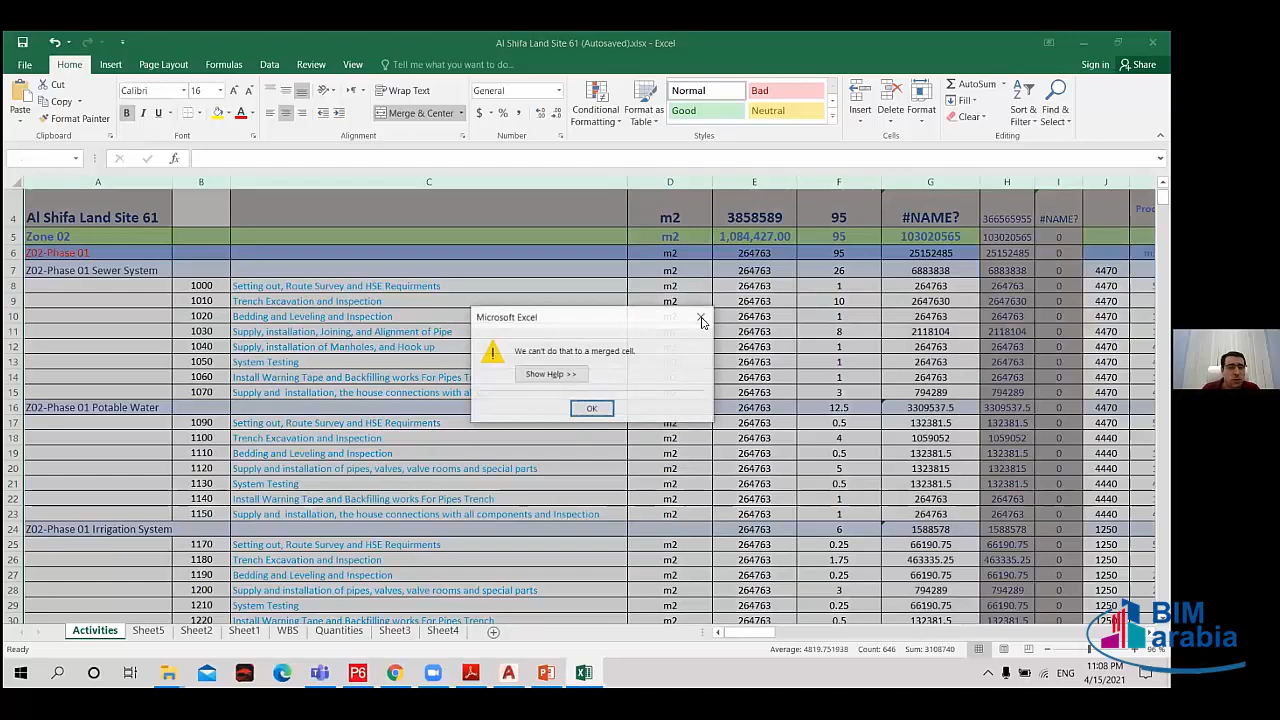 Al Shifa Land Site 61 (Autosaved).xlsx - Excel
File Home Insert Page Layout Formulas Data Review View Tell me what you want to do... Sign in Share
Paste
Cut
Copy
Format Painter
Clipboard
Calibri 16
B I U
Font
Wrap Text
Merge & Center
Alignment
General
Number
Conditional Formatting
Format as Table
Normal Bad
Good Neutral
Styles
Insert Delete Format
Cells
AutoSum
Fill
Clear
Sort & Filter
Find & Select
Editing
A B C D E F G H I J
4 Al Shifa Land Site 61 m2 3858589 95 #NAME? 366565955 #NAME?
5 Zone 02 m2 1,084,427.00 95 103020565 103020565 0
6 Z02-Phase 01 m2 264763 95 25152485 25152485 0
7 Z02-Phase 01 Sewer System m2 264763 26 6883838 6883838 0 4470
8 1000 Setting out, Route Survey and HSE Requirments m2 264763 1 264763 264763 0 4470
9 1010 Trench Excavation and Inspection m2 264763 10 2647630 2647630 0 4470
10 1020 Bedding and Leveling and Inspection 264763 1 264763 264763 0 4470
11 1030 Supply, installation, Joining, and Alignment of Pipe 264763 8 2118104 2118104 0 4470
12 1040 Supply, installation of Manholes, and Hook up 264763 1 264763 264763 0 4470
13 1050 System Testing 264763 1 264763 264763 0 4470
14 1060 Install Warning Tape and Backfilling works For Pipes T 264763 1 264763 264763 0 4470
15 1070 Supply and installation, the house connections with al 264763 3 264763 264763 0 4470
16 Z02-Phase 01 Potable Water 264763 12.5 3309537.5 3309537.5 0 4470
17 1090 Setting out, Route Survey and HSE Requirments m2 264763 0.5 132381.5 132381.5 0 4470
18 1100 Trench Excavation and Inspection m2 264763 4 1059052 1059052 0 4440
19 1110 Bedding and Leveling and Inspection m2 264763 0.5 132381.5 132381.5 0 4440
20 1120 Supply and installation of pipes, valves, valve rooms and special parts m2 264763 5 1323815 1323815 0 4440
21 1130 System Testing m2 264763 0.5 132381.5 132381.5 0 4440
22 1140 Install Warning Tape and Backfilling works For Pipes Trench m2 264763 1 264763 264763 0 4440
23 1150 Supply and installation, the house connections with all components and Inspection m2 264763 1 264763 264763 0 4440
24 Z02-Phase 01 Irrigation System m2 264763 6 1588578 1588578 0 1250
25 1170 Setting out, Route Survey and HSE Requirments m2 264763 0.25 66190.75 66190.75 0 1250
26 1180 Trench Excavation and Inspection m2 264763 1.75 463335.25 463335.25 0 1250
27 1190 Bedding and Leveling and Inspection m2 264763 0.25 66190.75 66190.75 0 1250
28 1200 Supply and installation of pipes, valves, valve rooms and special parts m2 264763 3 794289 794289 0 1250
29 1210 System Testing m2 264763 0.25 66190.75 66190.75 0 1250
30 1220
Microsoft Excel
We can't do that to a merged cell.
Show Help >>
OK
Activities Sheet5 Sheet2 Sheet1 WBS Quantities Sheet3 Sheet4
Ready Average: 4819.751938 Count: 646 Sum: 3108740 96 %
ENG
11:08 PM
4/15/2021
BIM
arabia